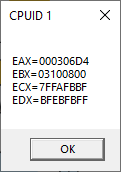 CPUID 1
EAX=000306D4
EBX=03100800
ECX=7FFAFBBF
EDX=BFEBFBFF
OK